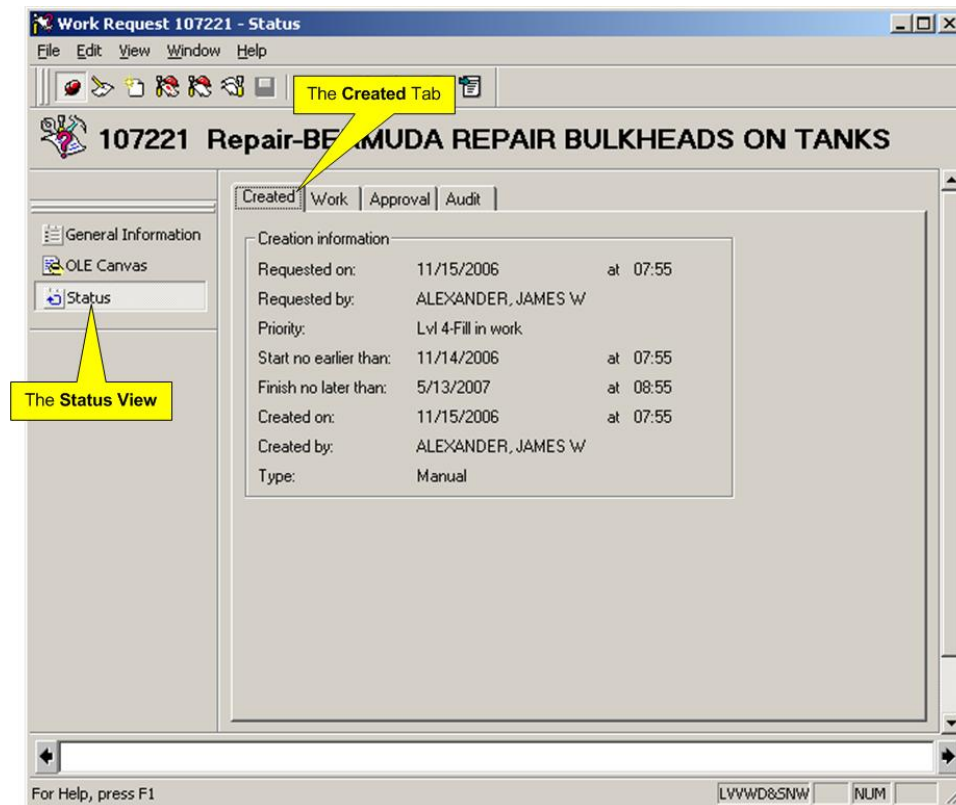 Work Request 107221 - Status
File Edit View Window Help
The Created Tab
107221 Repair-BERMUDA REPAIR BULKHEADS ON TANKS
Created Work Approval Audit
General Information
OLE Canvas
Status
The Status View
Creation information
Requested on: 11/15/2006 at 07:55
Requested by: ALEXANDER, JAMES W
Priority: Lvl 4-Fill in work
Start no earlier than: 11/14/2006 at 07:55
Finish no later than: 5/13/2007 at 08:55
Created on: 11/15/2006 at 07:55
Created by: ALEXANDER, JAMES W
Type: Manual
For Help, press F1
LVVWD&SNW NUM